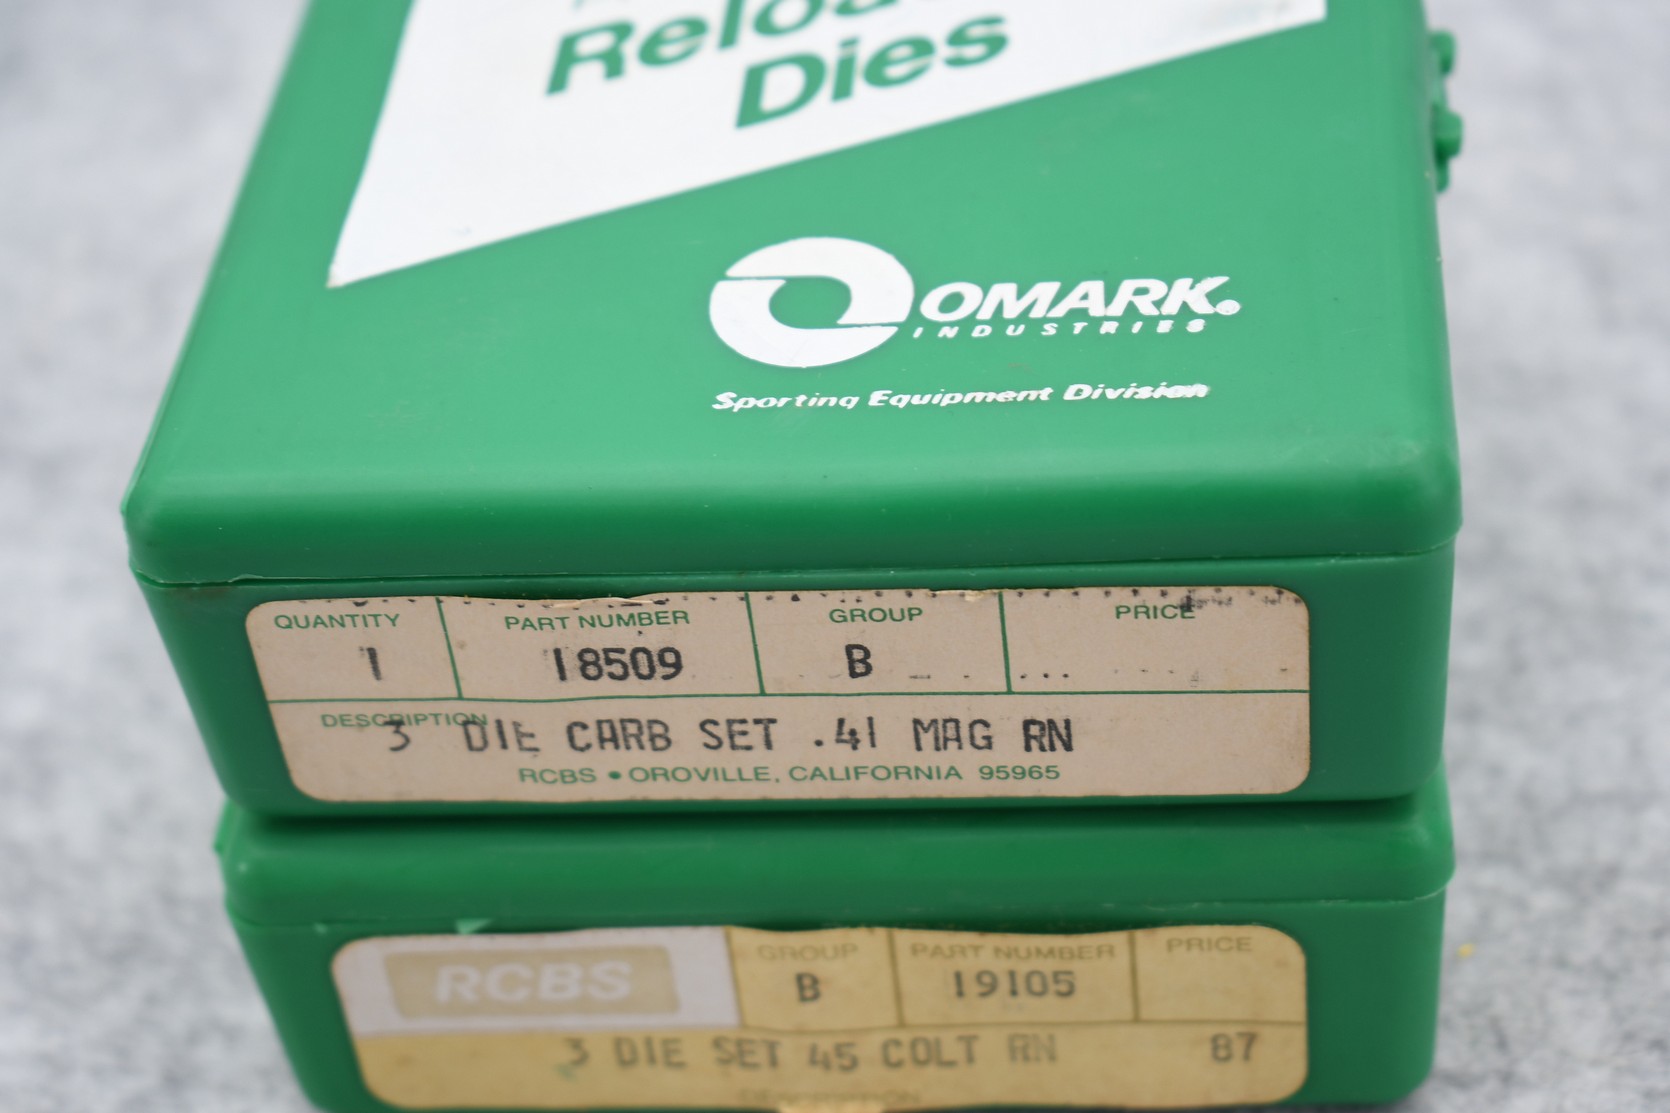 Dies
OMARK
INDUSTRIES
Sporting Equipment Division
QUANTITY PART NUMBER GROUP PRICE
1 18509 B
DESCRIPTION
3 DIE CARB SET .41 MAG RN
RCBS • OROVILLE, CALIFORNIA 95965
RCBS GROUP PART NUMBER PRICE
B 19105
3 DIE SET 45 COLT RN 87